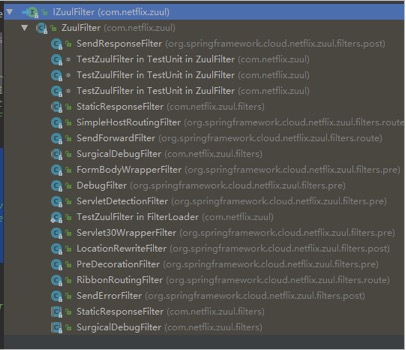 IZuulFilter (com.netflix.zuul)
ZuulFilter (com.netflix.zuul)
SendResponseFilter (org.springframework.cloud.netflix.zuul.filters.post)
TestZuulFilter in TestUnit in ZuulFilter (com.netflix.zuul)
TestZuulFilter in TestUnit in ZuulFilter (com.netflix.zuul)
TestZuulFilter in TestUnit in ZuulFilter (com.netflix.zuul)
StaticResponseFilter (com.netflix.zuul.filters)
SimpleHostRoutingFilter (org.springframework.cloud.netflix.zuul.filters.route)
SendForwardFilter (org.springframework.cloud.netflix.zuul.filters.route)
SurgicalDebugFilter (com.netflix.zuul.filters)
FormBodyWrapperFilter (org.springframework.cloud.netflix.zuul.filters.pre)
DebugFilter (org.springframework.cloud.netflix.zuul.filters.pre)
ServletDetectionFilter (org.springframework.cloud.netflix.zuul.filters.pre)
TestZuulFilter in FilterLoader (com.netflix.zuul)
Servlet30WrapperFilter (org.springframework.cloud.netflix.zuul.filters.pre)
LocationRewriteFilter (org.springframework.cloud.netflix.zuul.filters.post)
PreDecorationFilter (org.springframework.cloud.netflix.zuul.filters.pre)
RibbonRoutingFilter (org.springframework.cloud.netflix.zuul.filters.route)
SendErrorFilter (org.springframework.cloud.netflix.zuul.filters.post)
StaticResponseFilter (com.netflix.zuul.filters)
SurgicalDebugFilter (com.netflix.zuul.filters)